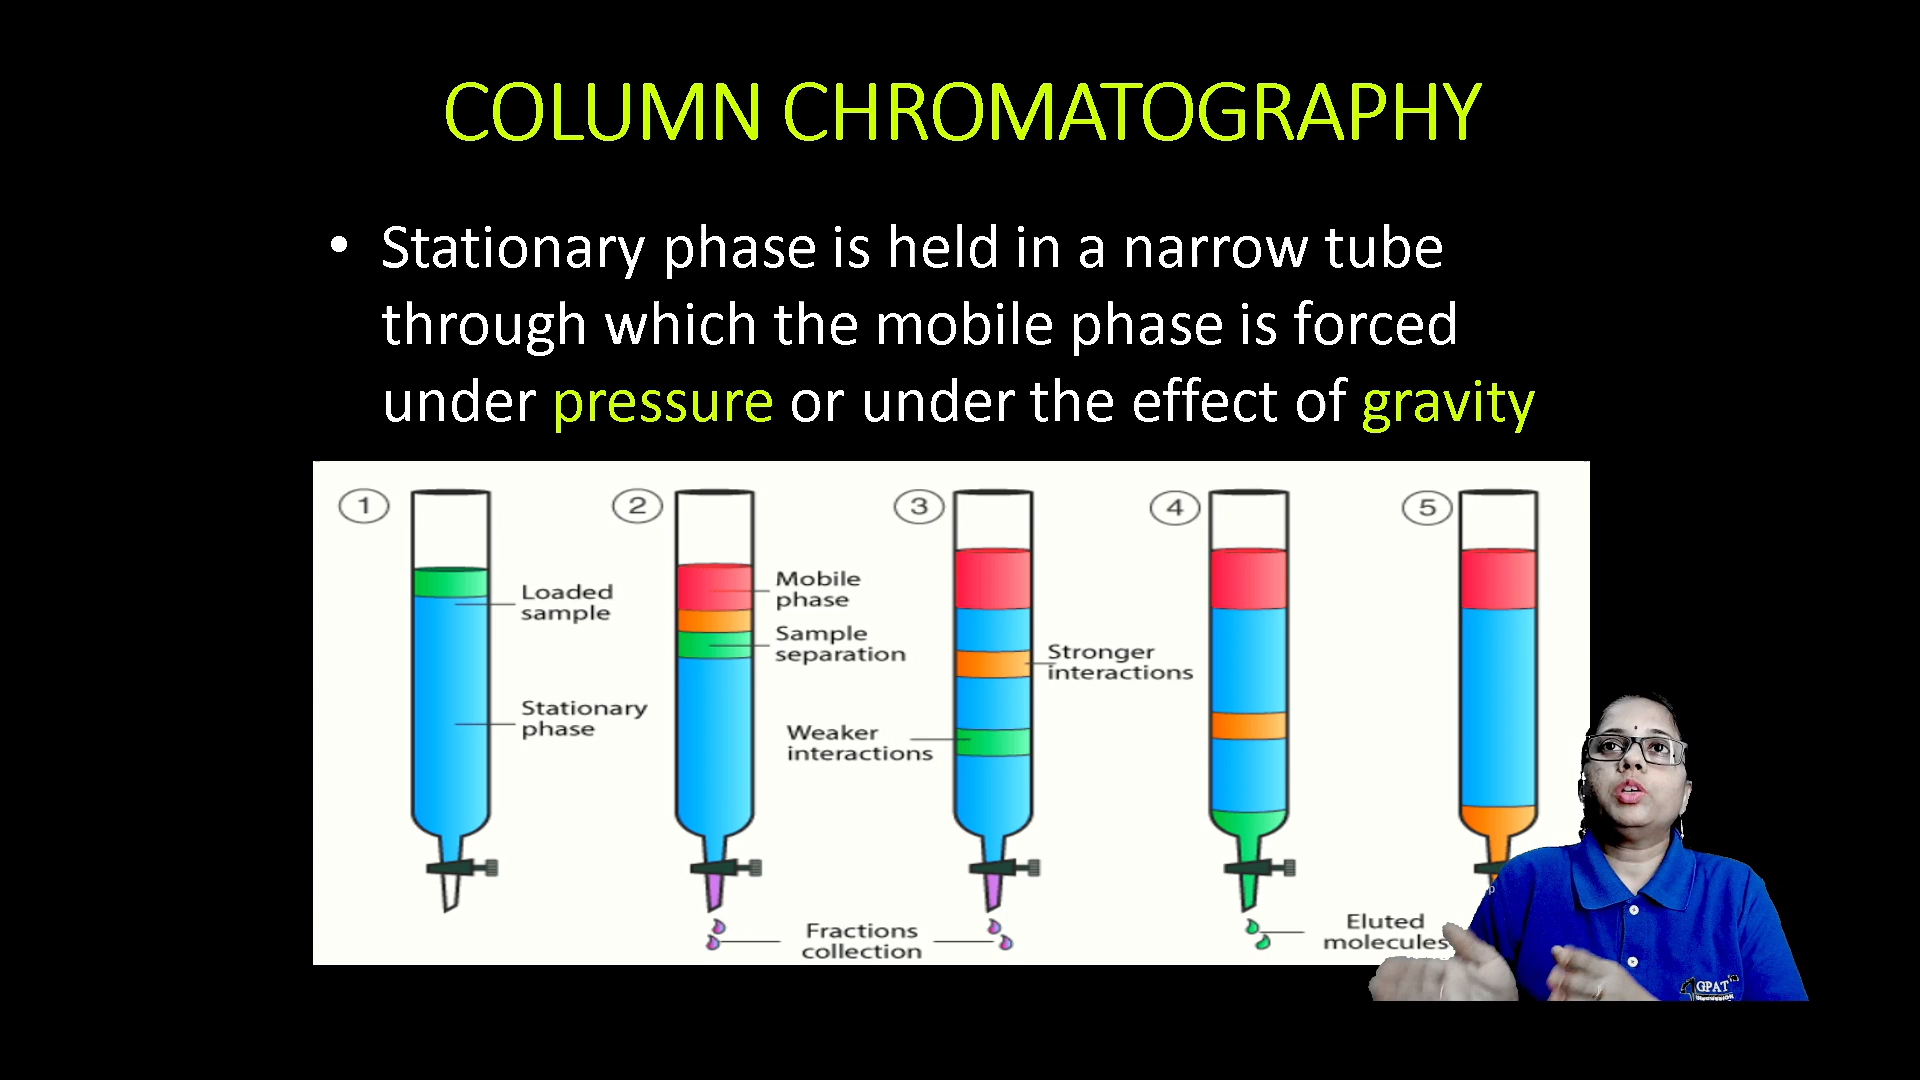 COLUMN CHROMATOGRAPHY
• Stationary phase is held in a narrow tube
through which the mobile phase is forced
under pressure or under the effect of gravity
1
2
3
4
5
Loaded
sample
Stationary
phase
Mobile
phase
Sample
separation
Stronger
interactions
Weaker
interactions
Fractions
collection
Eluted
molecules
GPAT